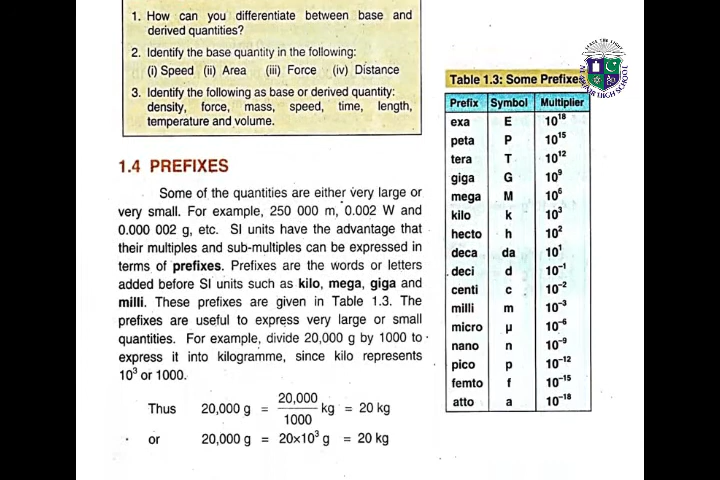 1. How can you differentiate between base and
derived quantities?
2. Identify the base quantity in the following:
(i) Speed (ii) Area (iii) Force (iv) Distance
3. Identify the following as base or derived quantity:
density, force, mass, speed, time, length,
temperature and volume.
1.4 PREFIXES
Some of the quantities are either very large or
very small. For example, 250 000 m, 0.002 W and
0.000 002 g, etc. SI units have the advantage that
their multiples and sub-multiples can be expressed in
terms of prefixes. Prefixes are the words or letters
added before SI units such as kilo, mega, giga and
milli. These prefixes are given in Table 1.3. The
prefixes are useful to express very large or small
quantities. For example, divide 20,000 g by 1000 to
express it into kilogramme, since kilo represents
10³ or 1000.
Thus 20,000 g = 20,000/1000 kg = 20 kg
or 20,000 g = 20×10³ g = 20 kg
Table 1.3: Some Prefixes
Prefix Symbol Multiplier
exa E 10¹⁸
peta P 10¹⁵
tera T 10¹²
giga G 10⁹
mega M 10⁶
kilo k 10³
hecto h 10²
deca da 10¹
deci d 10⁻¹
centi c 10⁻²
milli m 10⁻³
micro μ 10⁻⁶
nano n 10⁻⁹
pico p 10⁻¹²
femto f 10⁻¹⁵
atto a 10⁻¹⁸
HIGH SCHOOL